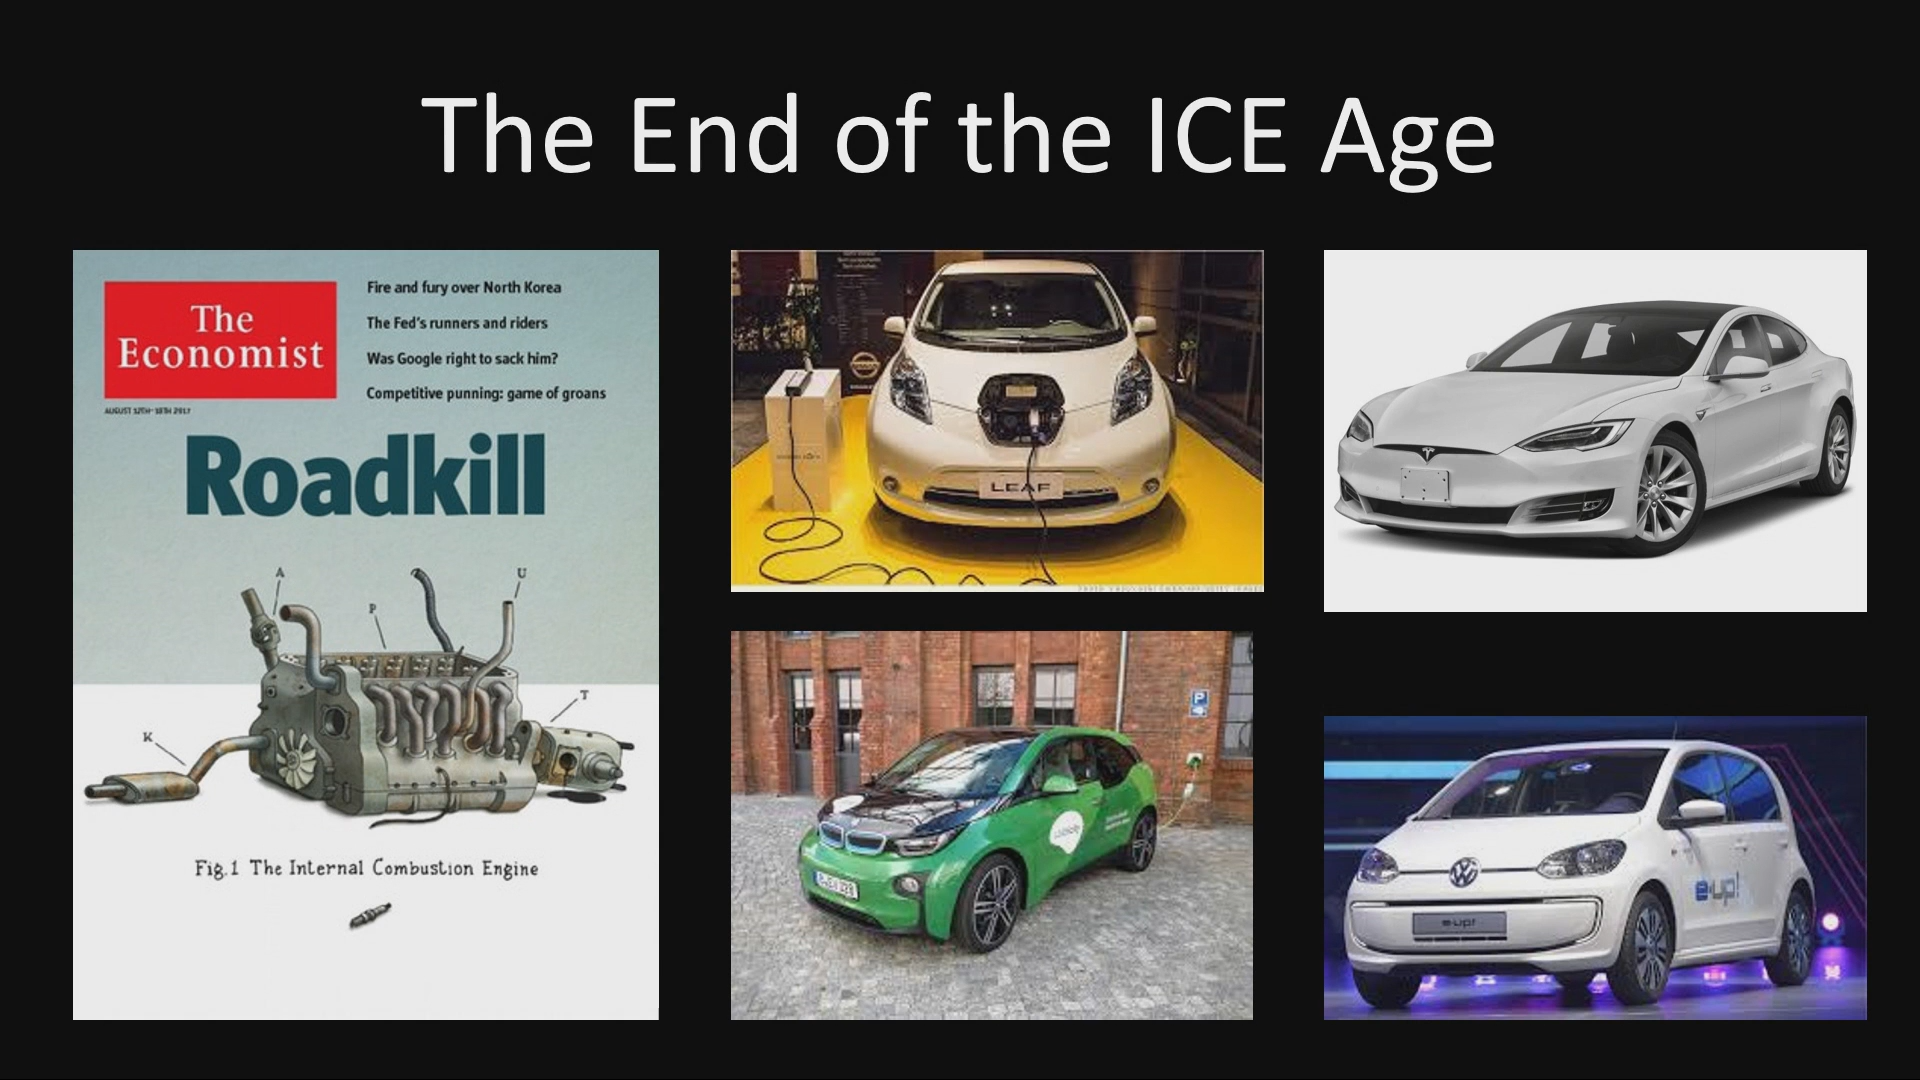 The End of the ICE Age
The
Economist
AUGUST 12TH-18TH 2017
Fire and fury over North Korea
The Fed's runners and riders
Was Google right to sack him?
Competitive punning: game of groans
Roadkill
A
P
U
K
T
Fig.1 The Internal Combustion Engine
NISSAN
LEAF
P
e-up!
e-up!